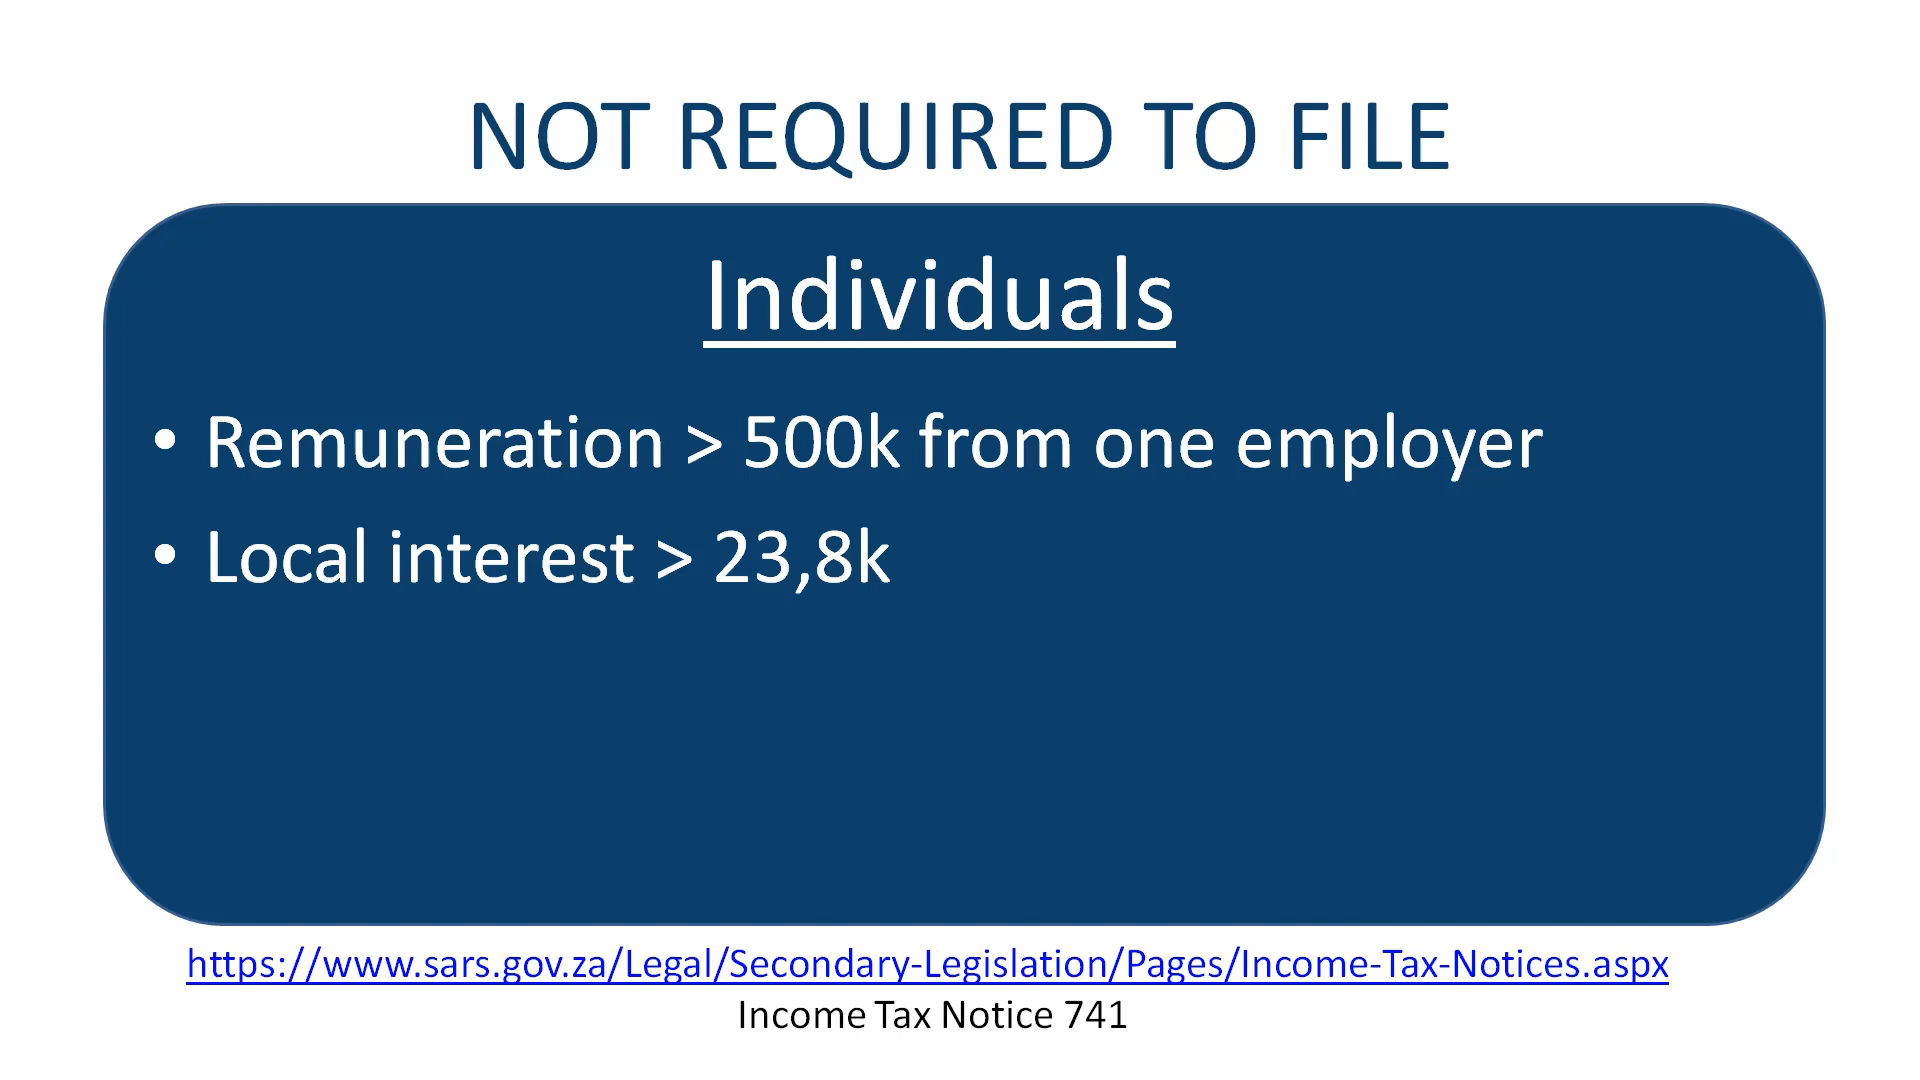 NOT REQUIRED TO FILE
Individuals
• Remuneration > 500k from one employer
• Local interest > 23,8k
https://www.sars.gov.za/Legal/Secondary-Legislation/Pages/Income-Tax-Notices.aspx
Income Tax Notice 741